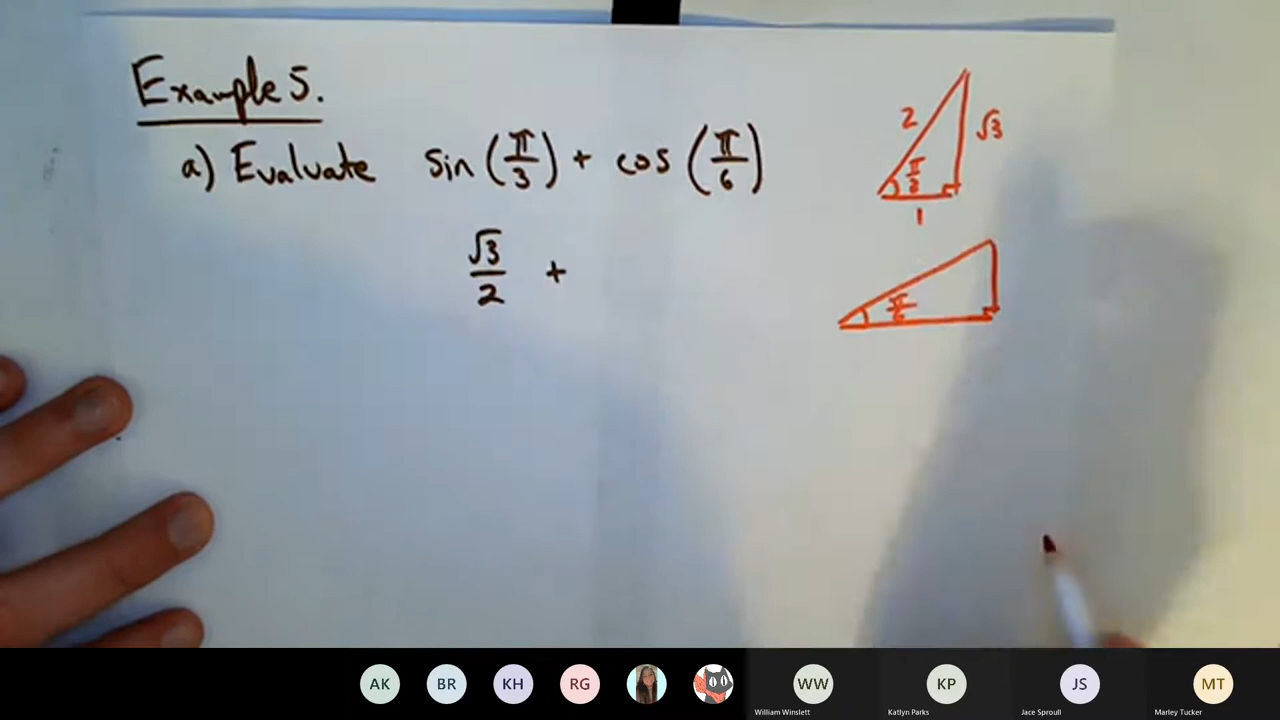 Example 5.
a) Evaluate sin (π/3) + cos (π/6)
√3/2 +
2
√3
π/3
1
π/6
AK BR KH RG WW KP JS MT
William Winslett Katlyn Parks Jace Sproull Marley Tucker